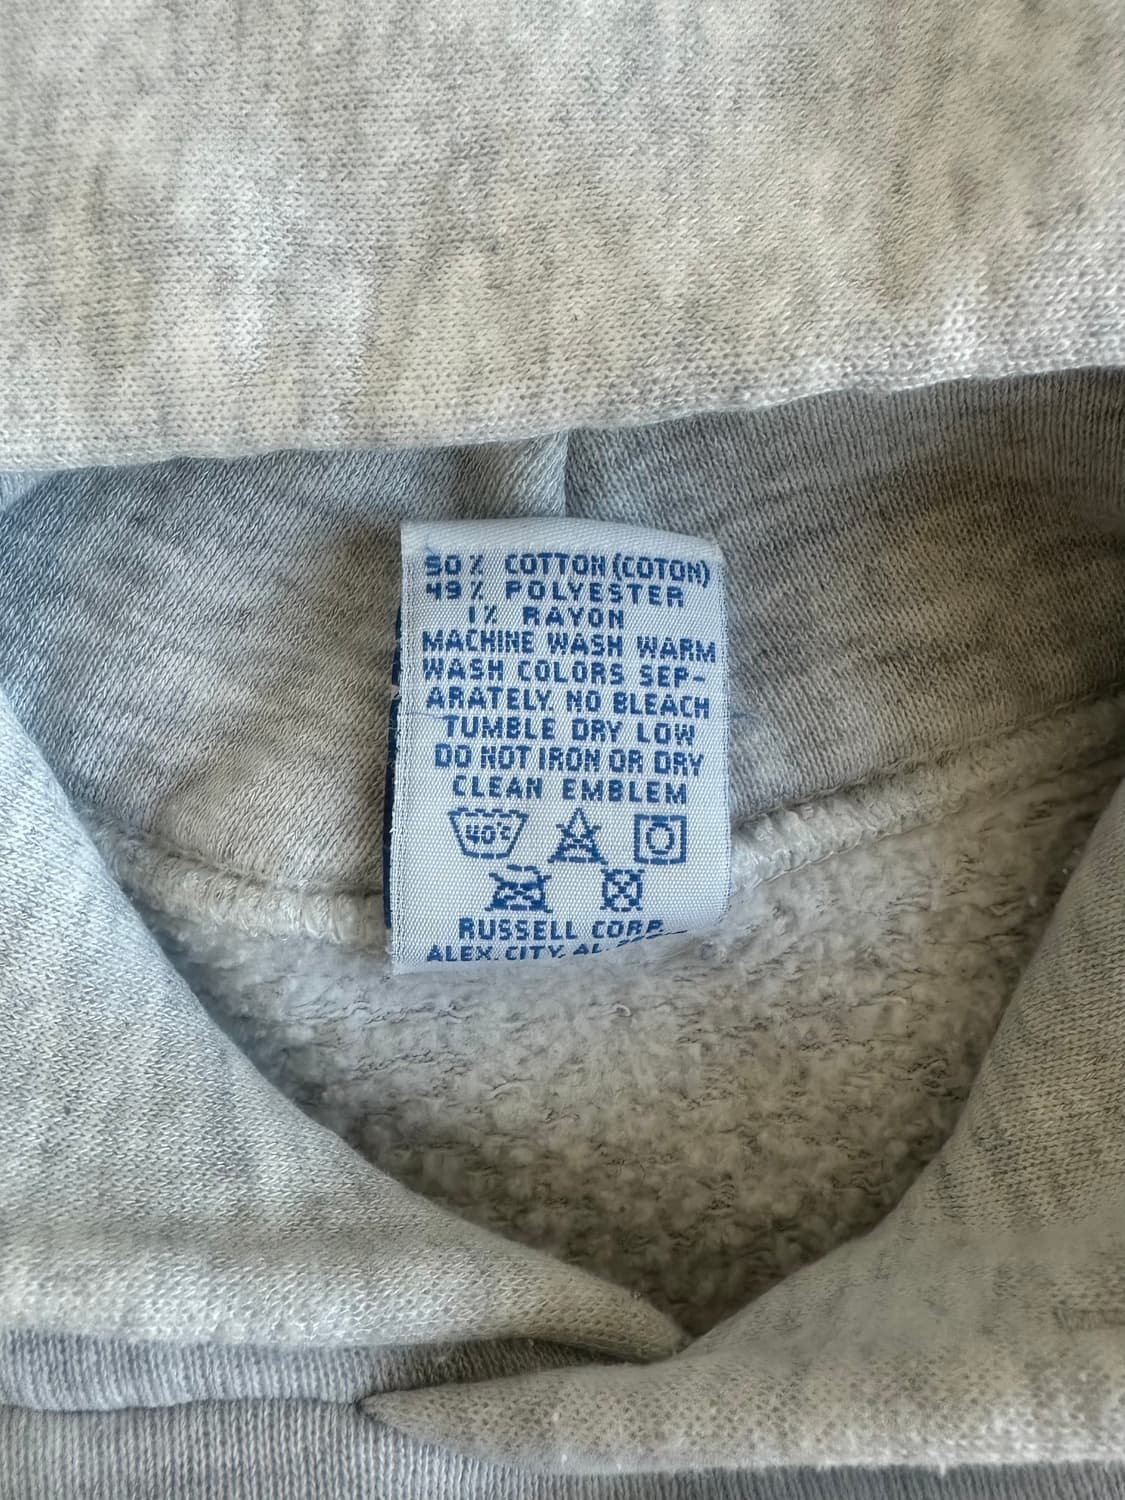 50% COTTON (COTON)
49% POLYESTER
1% RAYON
MACHINE WASH WARM
WASH COLORS SEP-
ARATELY. NO BLEACH
TUMBLE DRY LOW
DO NOT IRON OR DRY
CLEAN EMBLEM
40°C
RUSSELL CORP.
ALEX. CITY, AL